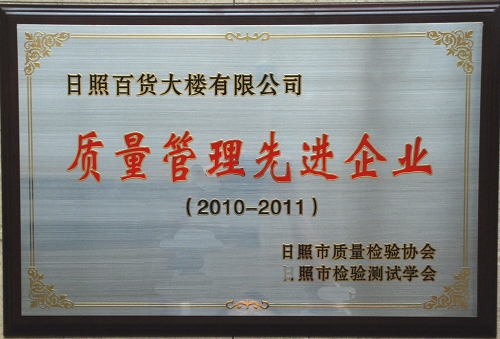 日照百货大楼有限公司
质量管理先进企业
(2010-2011)
日照市质量检验协会
日照市检验测试学会